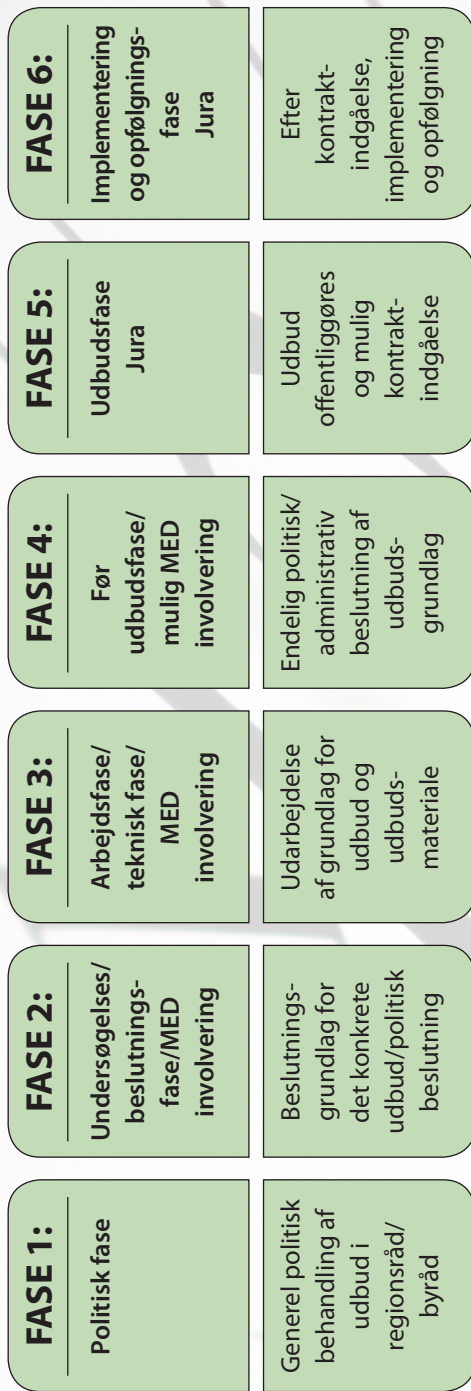 FASE 1:
Politisk fase
Generel politisk
behandling af
udbud i
regionsråd/
byråd
FASE 2:
Undersøgelses/
beslutnings-
fase/MED
involvering
Beslutnings-
grundlag for
det konkrete
udbud/politisk
beslutning
FASE 3:
Arbejdsfase/
teknisk fase/
MED
involvering
Udarbejdelse
af grundlag for
udbud og
udbuds-
materiale
FASE 4:
Før
udbudsfase/
mulig MED
involvering
Endelig politisk/
administrativ
beslutning af
udbuds-
grundlag
FASE 5:
Udbudsfase
Jura
Udbud
offentliggøres
og mulig
kontrakt-
indgåelse
FASE 6:
Implementering
og opfølgnings-
fase
Jura
Efter
kontrakt-
indgåelse,
implementering
og opfølgning